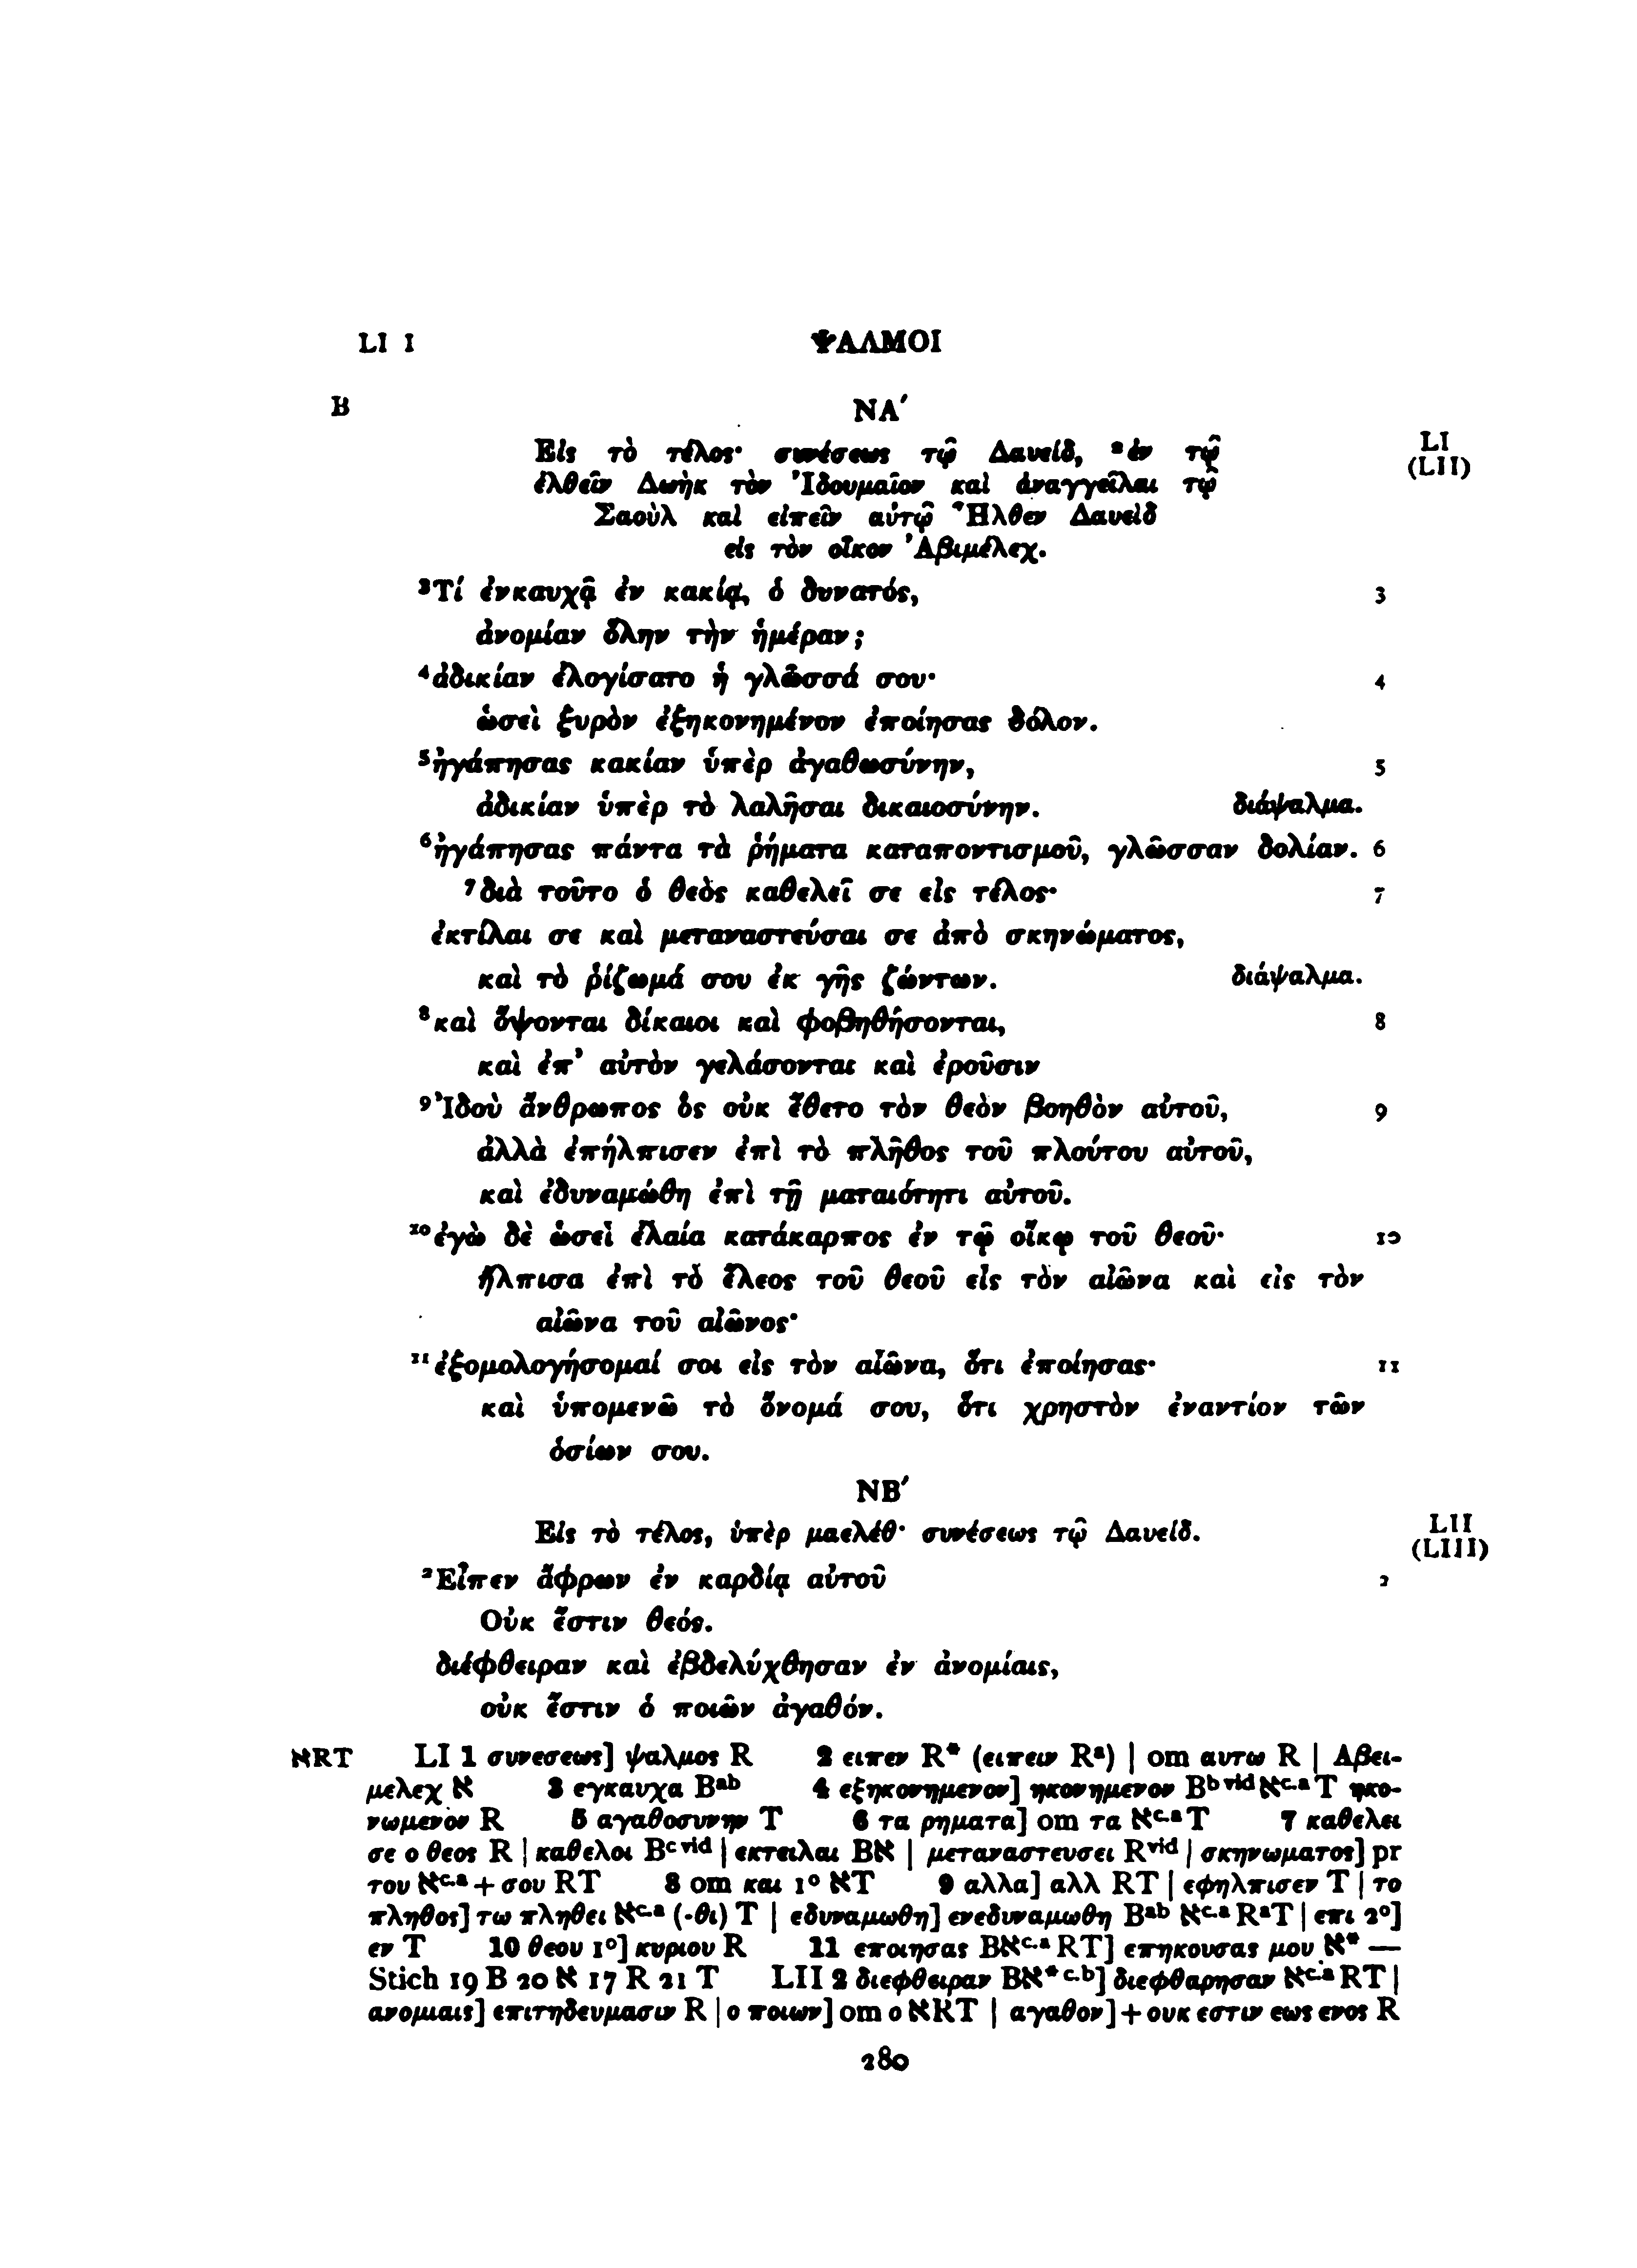 LI 1 ΨΑΛΜΟΙ
B ΝΑ′
Εἰς τὸ τέλος· συνέσεως τῷ Δαυείδ, ²ἐν τῷ LI
ἐλθεῖν Δωὴκ τὸν Ἰδουμαῖον καὶ ἀναγγεῖλαι τῷ (LII)
Σαοὺλ καὶ εἰπεῖν αὐτῷ Ἦλθεν Δαυεὶδ
εἰς τὸν οἶκον Ἀβιμέλεχ.
³Τί ἐνκαυχᾷ ἐν κακίᾳ, ὁ δυνατός, 3
ἀνομίαν ὅλην τὴν ἡμέραν;
⁴ἀδικίαν ἐλογίσατο ἡ γλῶσσά σου· 4
ὡσεὶ ξυρὸν ἐξηκονημένον ἐποίησας δόλον.
⁵ἠγάπησας κακίαν ὑπὲρ ἀγαθωσύνην, 5
ἀδικίαν ὑπὲρ τὸ λαλῆσαι δικαιοσύνην. διάψαλμα.
⁶ἠγάπησας πάντα τὰ ῥήματα καταποντισμοῦ, γλῶσσαν δολίαν. 6
⁷διὰ τοῦτο ὁ θεὸς καθελεῖ σε εἰς τέλος· 7
ἐκτίλαι σε καὶ μεταναστεύσαι σε ἀπὸ σκηνώματος,
καὶ τὸ ῥίζωμά σου ἐκ γῆς ζώντων. διάψαλμα.
⁸καὶ ὄψονται δίκαιοι καὶ φοβηθήσονται, 8
καὶ ἐπ’ αὐτὸν γελάσονται καὶ ἐροῦσιν
⁹Ἰδοὺ ἄνθρωπος ὃς οὐκ ἔθετο τὸν θεὸν βοηθὸν αὐτοῦ, 9
ἀλλὰ ἐπήλπισεν ἐπὶ τὸ πλῆθος τοῦ πλούτου αὐτοῦ,
καὶ ἐδυναμώθη ἐπὶ τῇ ματαιότητι αὐτοῦ.
¹⁰ἐγὼ δὲ ὡσεὶ ἐλαία κατάκαρπος ἐν τῷ οἴκῳ τοῦ θεοῦ· 10
ἤλπισα ἐπὶ τὸ ἔλεος τοῦ θεοῦ εἰς τὸν αἰῶνα καὶ εἰς τὸν
αἰῶνα τοῦ αἰῶνος·
¹¹ἐξομολογήσομαί σοι εἰς τὸν αἰῶνα, ὅτι ἐποίησας· 11
καὶ ὑπομενῶ τὸ ὄνομά σου, ὅτι χρηστὸν ἐναντίον τῶν
ὁσίων σου.
ΝΒ′
Εἰς τὸ τέλος, ὑπὲρ μαελέθ· συνέσεως τῷ Δαυείδ. LII
(LIII)
²Εἶπεν ἄφρων ἐν καρδίᾳ αὐτοῦ 2
Οὐκ ἔστιν θεός.
διέφθειραν καὶ ἐβδελύχθησαν ἐν ἀνομίαις,
οὐκ ἔστιν ὁ ποιῶν ἀγαθόν.
אRT LI 1 συνεσεως] ψαλμος R 2 ειπεν R* (ειπειν Rᵃ) | om αυτω R | Αβει-
μελεχ א 3 εγκαυχα Bᵃᵇ 4 εξηκονημενον] ηκονημενον Bᵇ ᵛⁱᵈ אᶜ·ᵃ T ηκο-
νωμενον R 5 αγαθοσυνην T 6 τα ρηματα] om τα אᶜ·ᵃ T 7 καθελει
σε ο θεος R | καθελοι Bᶜ ᵛⁱᵈ | εκτειλαι Bא | μεταναστευσει Rᵛⁱᵈ | σκηνωματος] pr
του אᶜ·ᵃ + σου RT 8 om και 1° אT 9 αλλα] αλλ RT | εφηλπισεν T | το
πληθος] τω πληθει אᶜ·ᵃ (-θι) T | εδυναμωθη] ενεδυναμωθη Bᵃᵇ אᶜ·ᵃ RᵃT | επι 2°]
εν T 10 θεου 1°] κυριου R 11 εποιησας Bאᶜ·ᵃ RT] επηκουσας μου א* —
Stich 19 B 20 א 17 R 21 T LII 2 διεφθειραν Bא* ᶜ·ᵇ] διεφθαρησαν אᶜ·ᵃ RT |
ανομιαις] επιτηδευμασιν R | ο ποιων] om ο אRT | αγαθον] + ουκ εστιν εως ενος R
280